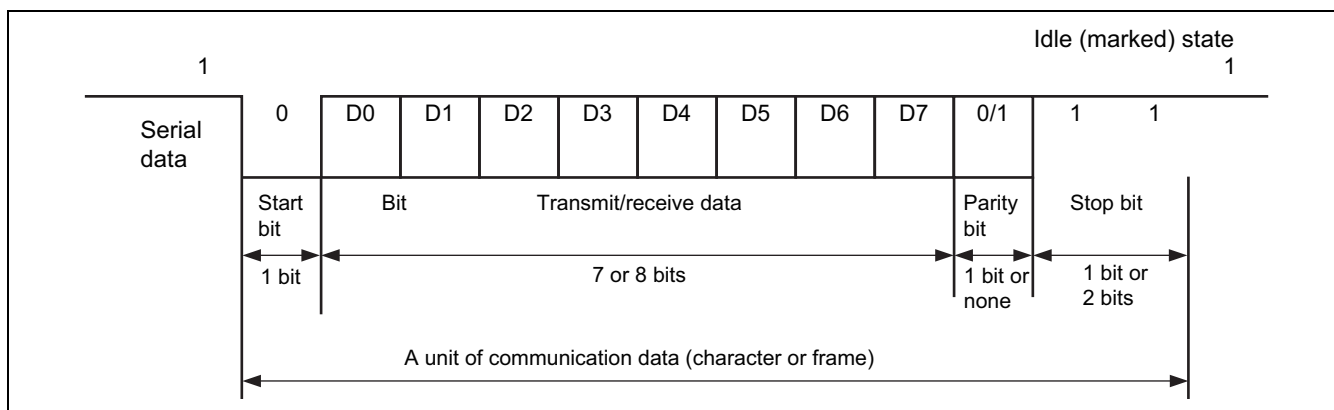 Idle (marked) state
1
1
Serial
data
0
D0
D1
D2
D3
D4
D5
D6
D7
0/1
1
1
Start
bit
Bit
Transmit/receive data
Parity
bit
Stop bit
1 bit
7 or 8 bits
1 bit or
none
1 bit or
2 bits
A unit of communication data (character or frame)